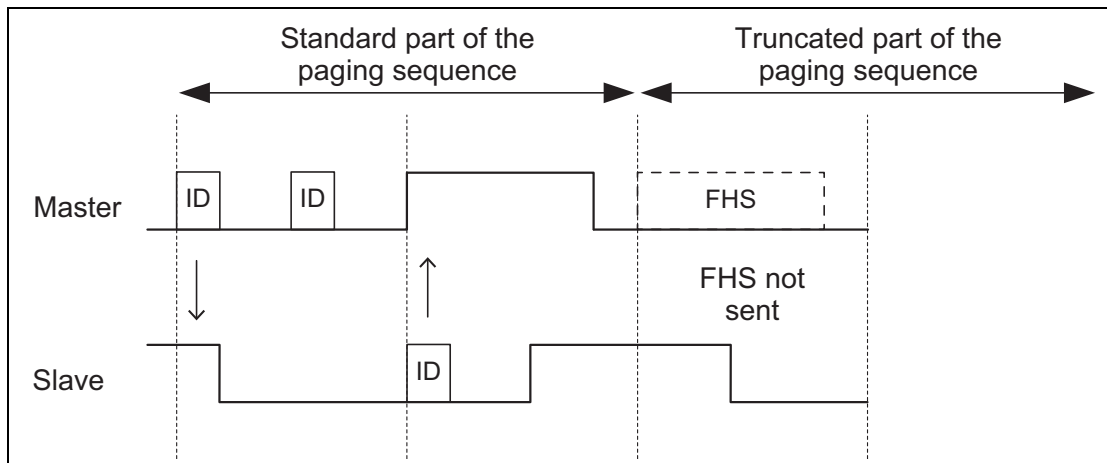 Standard part of the
paging sequence
Truncated part of the
paging sequence
Master
ID
ID
FHS
FHS not
sent
Slave
ID